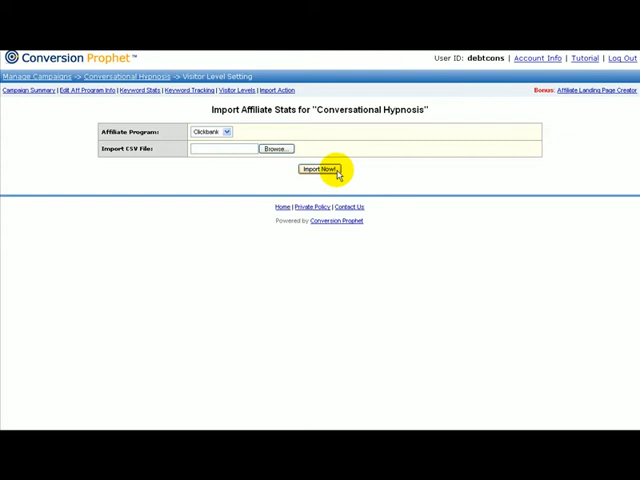 Conversion Prophet™ User ID: debtcons | Account Info | Tutorial | Log Out
Manage Campaigns -> Conversational Hypnosis -> Visitor Level Setting
Campaign Summary | Edit Aff Program Info | Keyword Stats | Keyword Tracking | Visitor Levels | Import Action Bonus: Affiliate Landing Page Creator
Import Affiliate Stats for "Conversational Hypnosis"
Affiliate Program: Clickbank
Import CSV File: Browse...
Import Now!
Home | Private Policy | Contact Us
Powered by Conversion Prophet